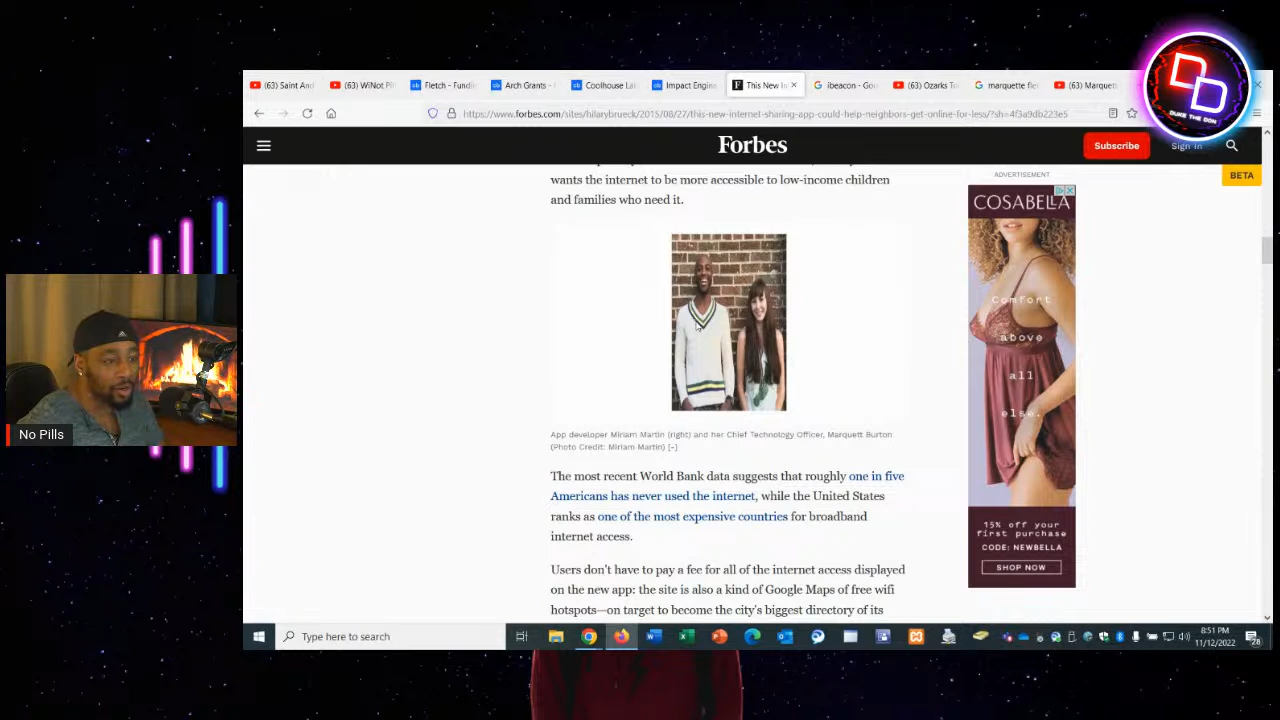 (63) Saint And
(63) WiNot Pi
Fletch - Fundi
Arch Grants -
Coolhouse La
Impact Engin
This New In
ibeacon - Go
(63) Ozarks To
marquette fie
(63) Marquett
https://www.forbes.com/sites/hilarybrueck/2015/08/27/this-new-internet-sharing-app-could-help-neighbors-get-online-for-less/?sh=4f3a9db223e5
DD
DUKE THE DON
Forbes
Subscribe
Sign In
BETA
wants the internet to be more accessible to low-income children
and families who need it.
App developer Miriam Martin (right) and her Chief Technology Officer, Marquett Burton
(Photo Credit: Miriam Martin) [-]
The most recent World Bank data suggests that roughly one in five
Americans has never used the internet, while the United States
ranks as one of the most expensive countries for broadband
internet access.
Users don't have to pay a fee for all of the internet access displayed
on the new app: the site is also a kind of Google Maps of free wifi
hotspots—on target to become the city's biggest directory of its
ADVERTISEMENT
COSABELLA
Comfort
above
all
else.
15% off your
first purchase
CODE: NEWBELLA
SHOP NOW
No Pills
Type here to search
8:51 PM
11/12/2022
28